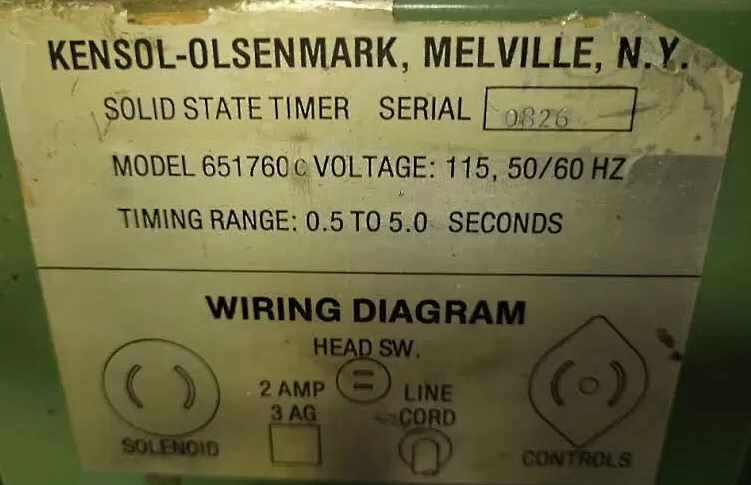 KENSOL-OLSENMARK, MELVILLE, N.Y.
SOLID STATE TIMER SERIAL 0826
MODEL 651760C VOLTAGE: 115, 50/60 HZ
TIMING RANGE: 0.5 TO 5.0 SECONDS
WIRING DIAGRAM
HEAD SW.
2 AMP LINE
3 AG CORD
SOLENOID CONTROLS